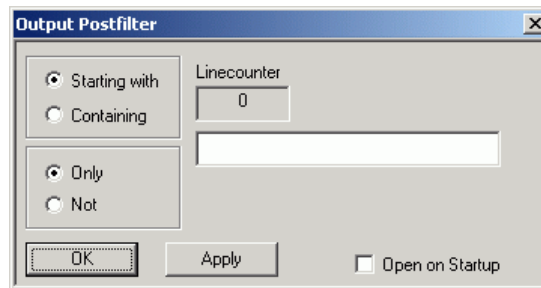 Output Postfilter
Starting with
Containing
Linecounter
0
Only
Not
OK
Apply
Open on Startup